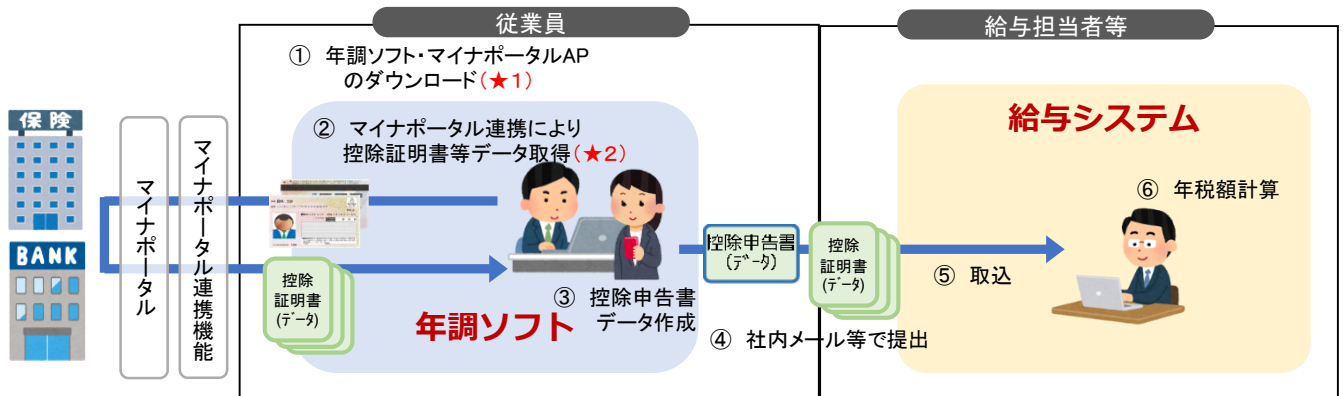 従業員
給与担当者等
① 年調ソフト・マイナポータルAP
のダウンロード(★1)
保険
BANK
マイナポータル
マイナポータル連携機能
② マイナポータル連携により
控除証明書等データ取得(★2)
控除
証明書
(ﾃﾞｰﾀ)
年調ソフト
③ 控除申告書
データ作成
控除申告書
(ﾃﾞｰﾀ)
控除
証明書
(ﾃﾞｰﾀ)
④ 社内メール等で提出
給与システム
⑤ 取込
⑥ 年税額計算